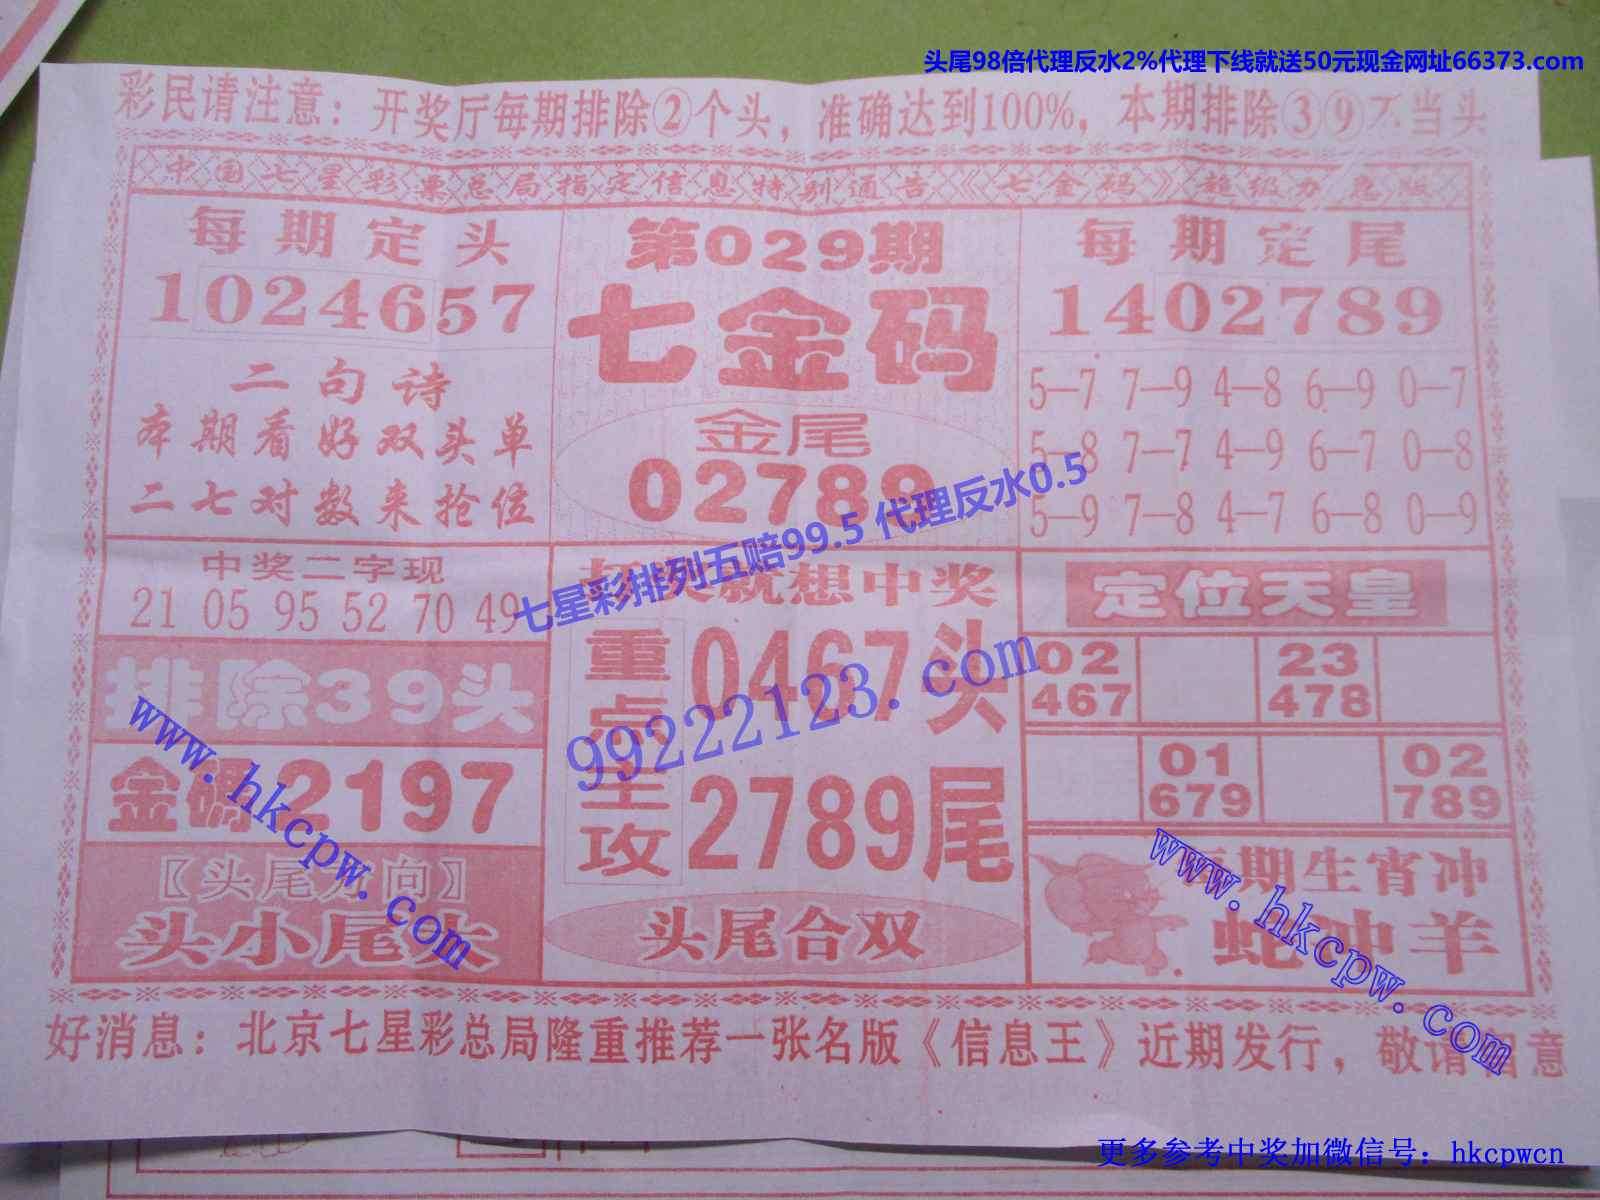 头尾98倍代理反水2%代理下线就送50元现金网址66373.com
彩民请注意：开奖厅每期排除②个头，准确达到100%，本期排除③⑨不当头
中国七星彩票总局指定信息特别通告《七金码》超级
每期定头
1024657
二句诗
本期看好双头单
二七对数来抢位
第029期
七金码
金尾
02789
每期定尾
1402789
5—7 7—9 4—8 6—9 0—7
5—8 7—7 4—9 6—7 0—8
5—9 7—8 4—7 6—8 0—9
七星彩排列五赔99.5 代理反水0.5
中奖二字现
21 05 95 52 70 49
排除39头
金码2197
【头尾方向】
头小尾大
就想中奖
重点主攻
0467头
2789尾
头尾合双
99222123.com
定位天皇
02
467
23
478
01
679
02
789
每期生宵冲
蛇冲羊
www.hkcpw.com
www.hkcpw.com
好消息：北京七星彩总局隆重推荐一张名版《信息王》近期发行，敬请留意
更多参考中奖加微信号：hkcpwcn